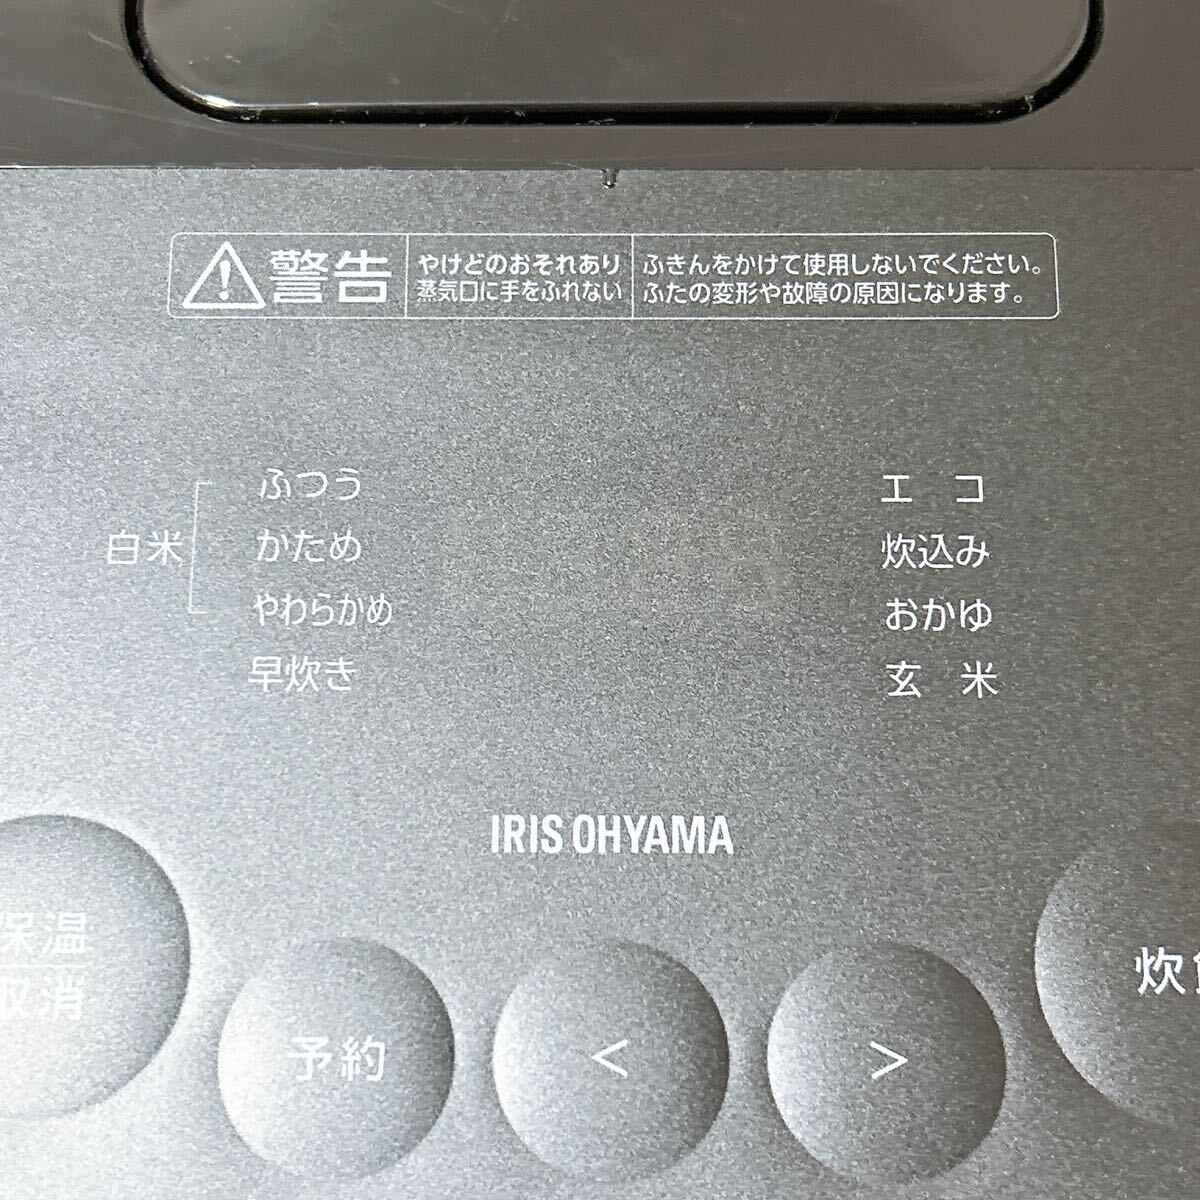 警告
やけどのおそれあり
蒸気口に手をふれない
ふきんをかけて使用しないでください。
ふたの変形や故障の原因になります。
白米
ふつう
かため
やわらかめ
早炊き
エコ
炊込み
おかゆ
玄米
IRIS OHYAMA
保温
取消
予約
<
>
炊